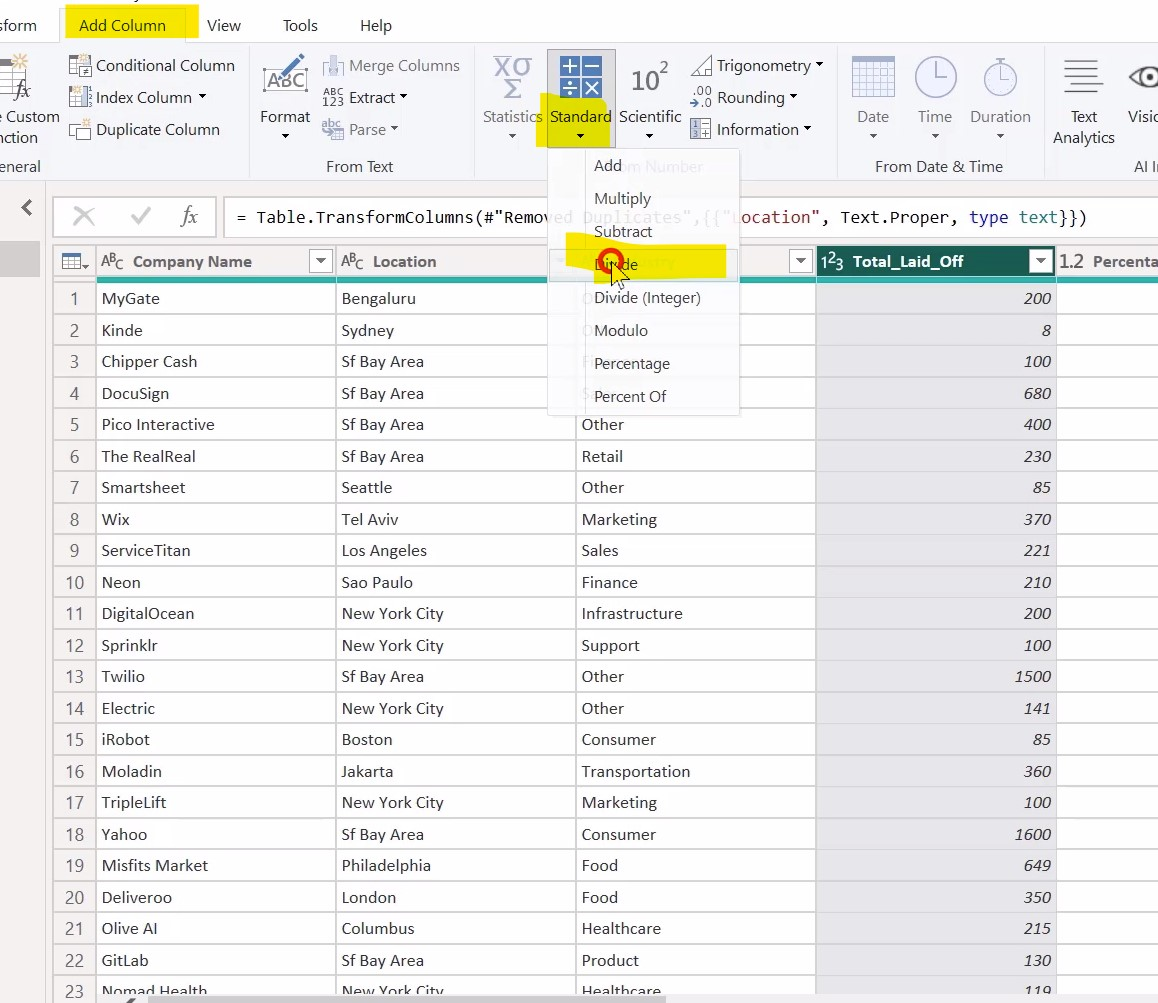 sform Add Column View Tools Help
Conditional Column Merge Columns Trigonometry
Custom Index Column Format Extract Statistics Standard Scientific Rounding Date Time Duration Text Visio
nction Duplicate Column Parse Information Analytics
eneral From Text From Number From Date & Time AI I
Add
Multiply
Subtract
Divide
Divide (Integer)
Modulo
Percentage
Percent Of
= Table.TransformColumns(#"Removed Duplicates",{{"Location", Text.Proper, type text}})
Company Name Location Total_Laid_Off 1.2 Percenta
1 MyGate Bengaluru 200
2 Kinde Sydney 8
3 Chipper Cash Sf Bay Area 100
4 DocuSign Sf Bay Area 680
5 Pico Interactive Sf Bay Area Other 400
6 The RealReal Sf Bay Area Retail 230
7 Smartsheet Seattle Other 85
8 Wix Tel Aviv Marketing 370
9 ServiceTitan Los Angeles Sales 221
10 Neon Sao Paulo Finance 210
11 DigitalOcean New York City Infrastructure 200
12 Sprinklr New York City Support 100
13 Twilio Sf Bay Area Other 1500
14 Electric New York City Other 141
15 iRobot Boston Consumer 85
16 Moladin Jakarta Transportation 360
17 TripleLift New York City Marketing 100
18 Yahoo Sf Bay Area Consumer 1600
19 Misfits Market Philadelphia Food 649
20 Deliveroo London Food 350
21 Olive AI Columbus Healthcare 215
22 GitLab Sf Bay Area Product 130
23 Nomad Health New York City Healthcare 119